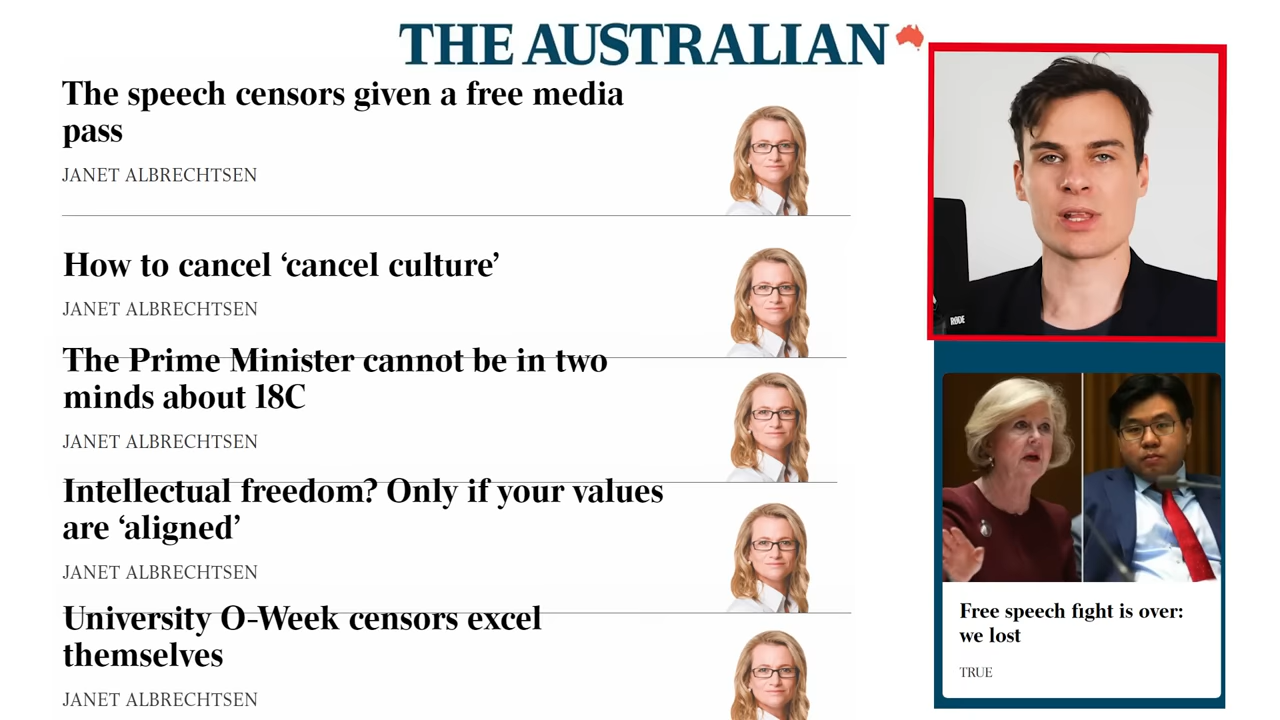 THE AUSTRALIAN
The speech censors given a free media
pass
JANET ALBRECHTSEN
How to cancel ‘cancel culture’
JANET ALBRECHTSEN
The Prime Minister cannot be in two
minds about 18C
JANET ALBRECHTSEN
Intellectual freedom? Only if your values
are ‘aligned’
JANET ALBRECHTSEN
University O-Week censors excel
themselves
JANET ALBRECHTSEN
RØDE
Free speech fight is over:
we lost
TRUE